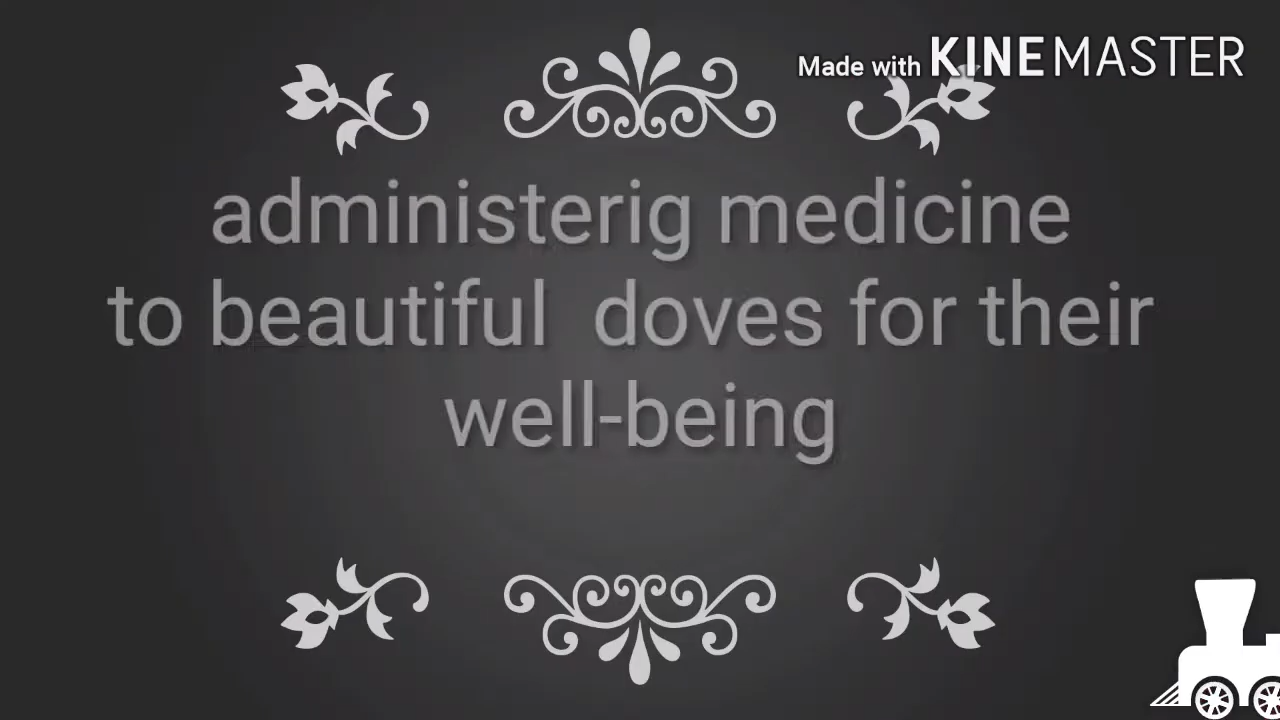 Made with KINEMASTER
administerig medicine
to beautiful  doves for their
well-being